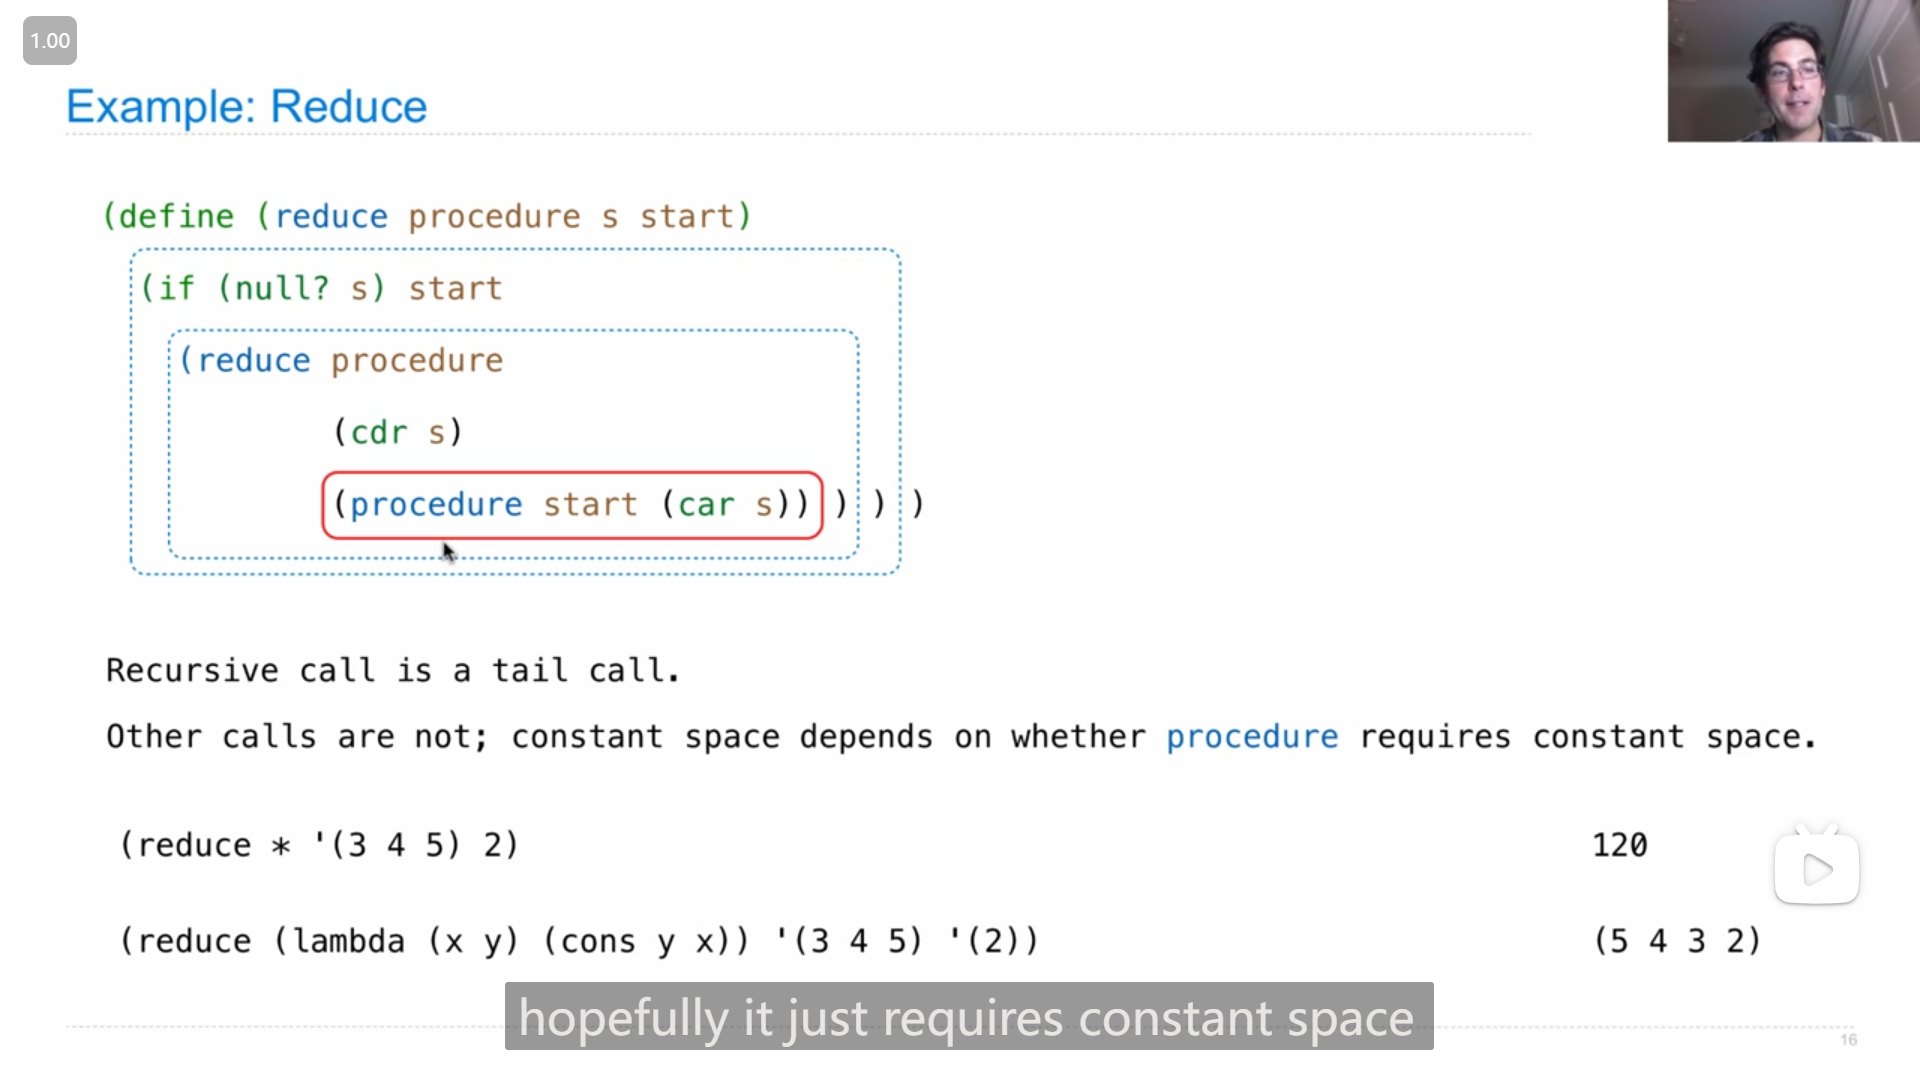 1.00
Example: Reduce
(define (reduce procedure s start)
(if (null? s) start
(reduce procedure
(cdr s)
(procedure start (car s)) ) ) )
Recursive call is a tail call.
Other calls are not; constant space depends on whether procedure requires constant space.
(reduce * '(3 4 5) 2) 120
(reduce (lambda (x y) (cons y x)) '(3 4 5) '(2)) (5 4 3 2)
hopefully it just requires constant space
16